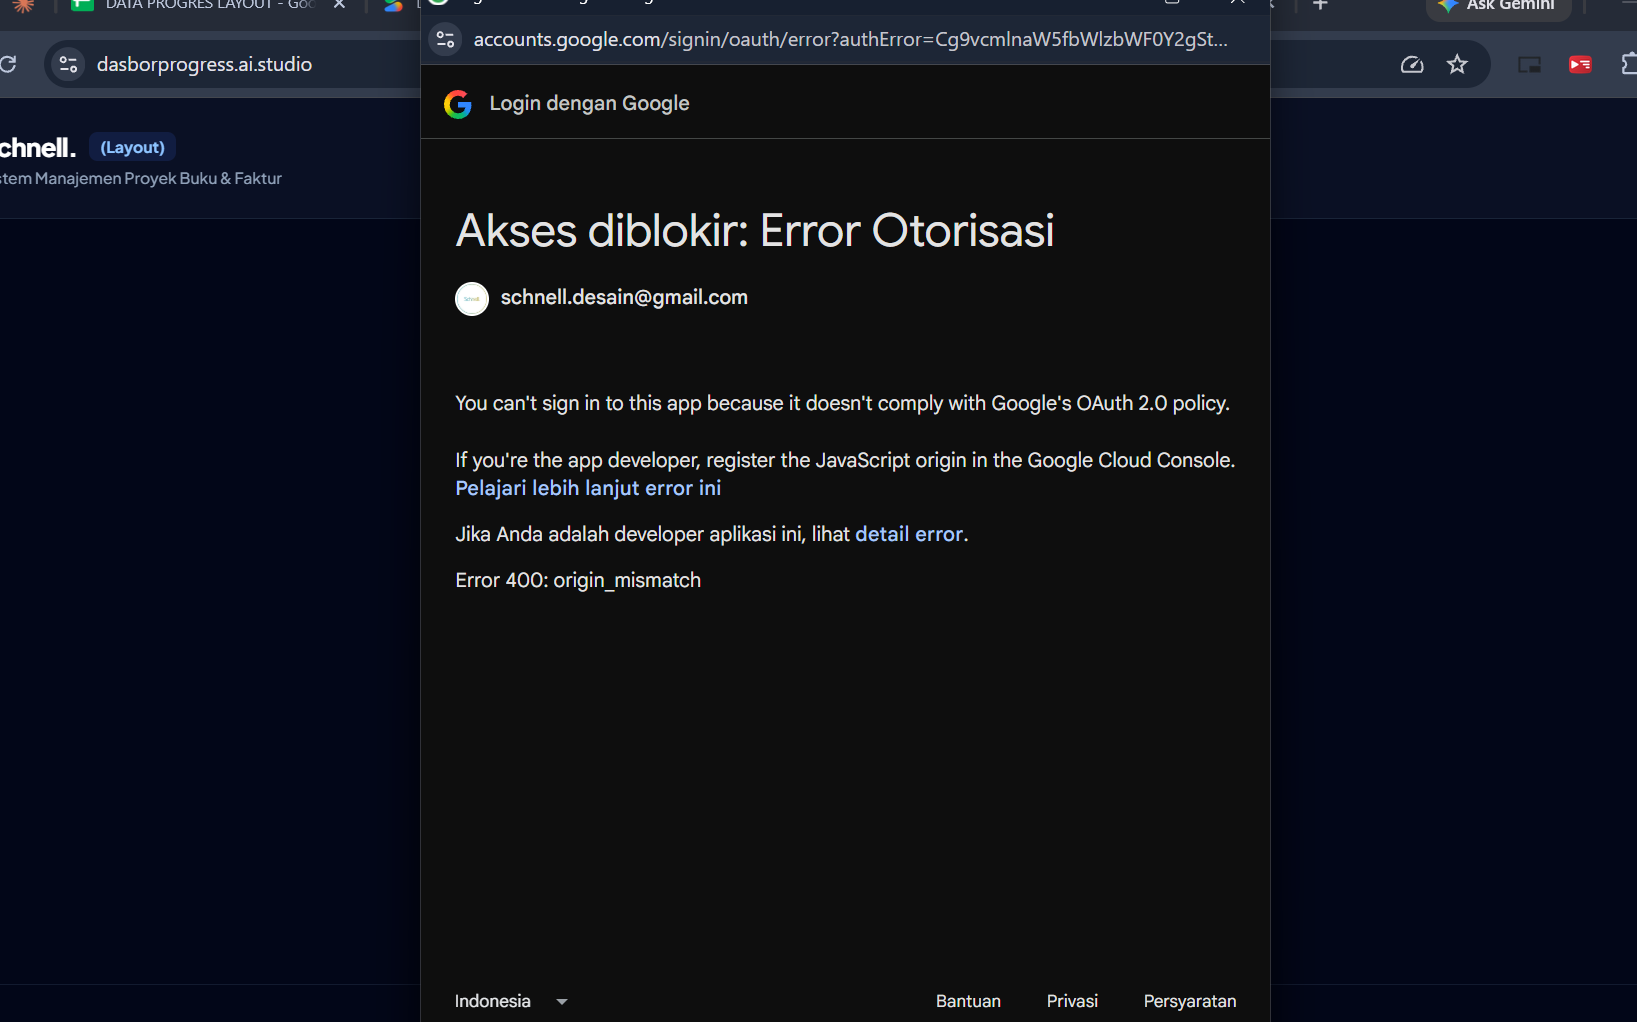 DATA PROGRES LAYOUT - Goo
Ask Gemini
accounts.google.com/signin/oauth/error?authError=Cg9vcmlnaW5fbWlzbWF0Y2gSt...
dasborprogress.ai.studio
Login dengan Google
chnell. (Layout)
stem Manajemen Proyek Buku & Faktur
Akses diblokir: Error Otorisasi
schnell.desain@gmail.com
You can't sign in to this app because it doesn't comply with Google's OAuth 2.0 policy.
If you're the app developer, register the JavaScript origin in the Google Cloud Console.
Pelajari lebih lanjut error ini
Jika Anda adalah developer aplikasi ini, lihat detail error.
Error 400: origin_mismatch
Indonesia
Bantuan
Privasi
Persyaratan